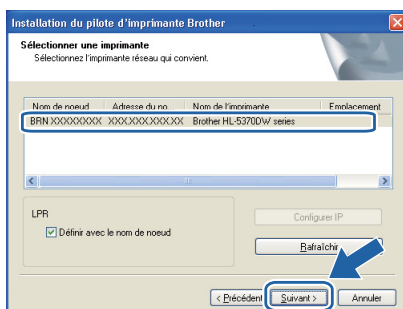 Installation du pilote d'imprimante Brother
Sélectionner une imprimante
Sélectionnez l'imprimante réseau qui convient.
Nom de noeud Adresse du no... Nom de l'imprimante Emplacement
BRN XXXXXXXXX XXX.XXX.XXX.XX Brother HL-5370DW series
LPR
Définir avec le nom de noeud
Configurer IP
Rafraîchir
< Précédent Suivant > Annuler